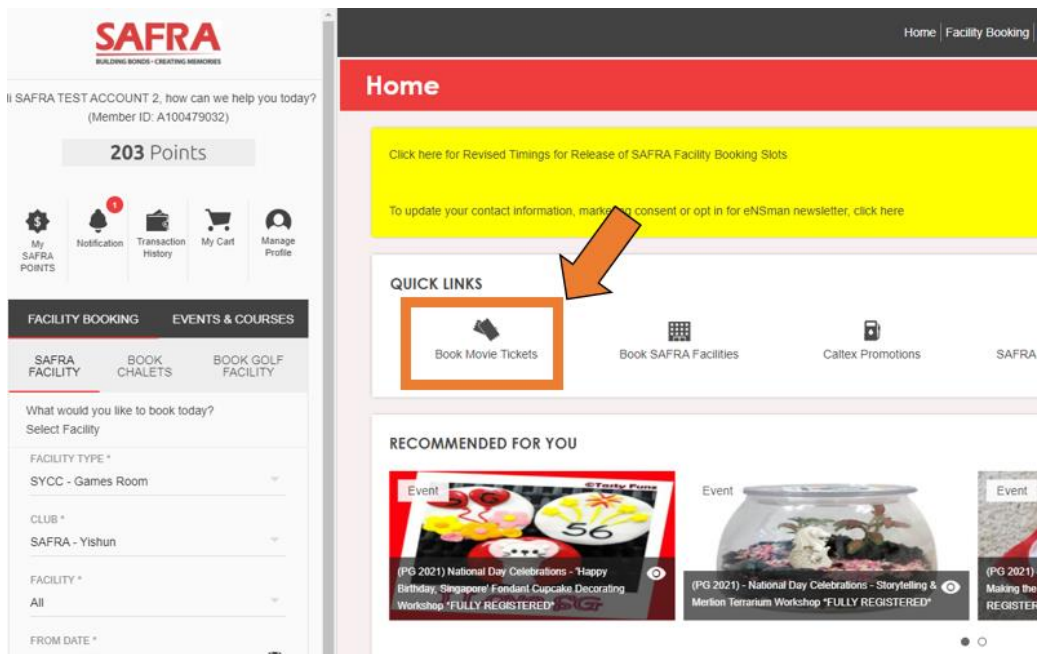 SAFRA
BUILDING BONDS • CREATING MEMORIES
Hi SAFRA TEST ACCOUNT 2, how can we help you today?
(Member ID: A100479032)
203 Points
1
My SAFRA POINTS
Notification
Transaction History
My Cart
Manage Profile
FACILITY BOOKING
EVENTS & COURSES
SAFRA FACILITY
BOOK CHALETS
BOOK GOLF FACILITY
What would you like to book today?
Select Facility
FACILITY TYPE *
SYCC - Games Room
CLUB *
SAFRA - Yishun
FACILITY *
All
FROM DATE *
Home
Facility Booking
Home
Click here for Revised Timings for Release of SAFRA Facility Booking Slots
To update your contact information, marketing consent or opt in for eNSman newsletter, click here
QUICK LINKS
Book Movie Tickets
Book SAFRA Facilities
Caltex Promotions
SAFRA
RECOMMENDED FOR YOU
Event
©Tasty Funz
SG
56
(PG 2021) National Day Celebrations - 'Happy
Birthday, Singapore' Fondant Cupcake Decorating
Workshop *FULLY REGISTERED*
Event
(PG 2021) - National Day Celebrations - Storytelling &
Merlion Terrarium Workshop *FULLY REGISTERED*
Event
(PG 2021)
Making the
REGISTER